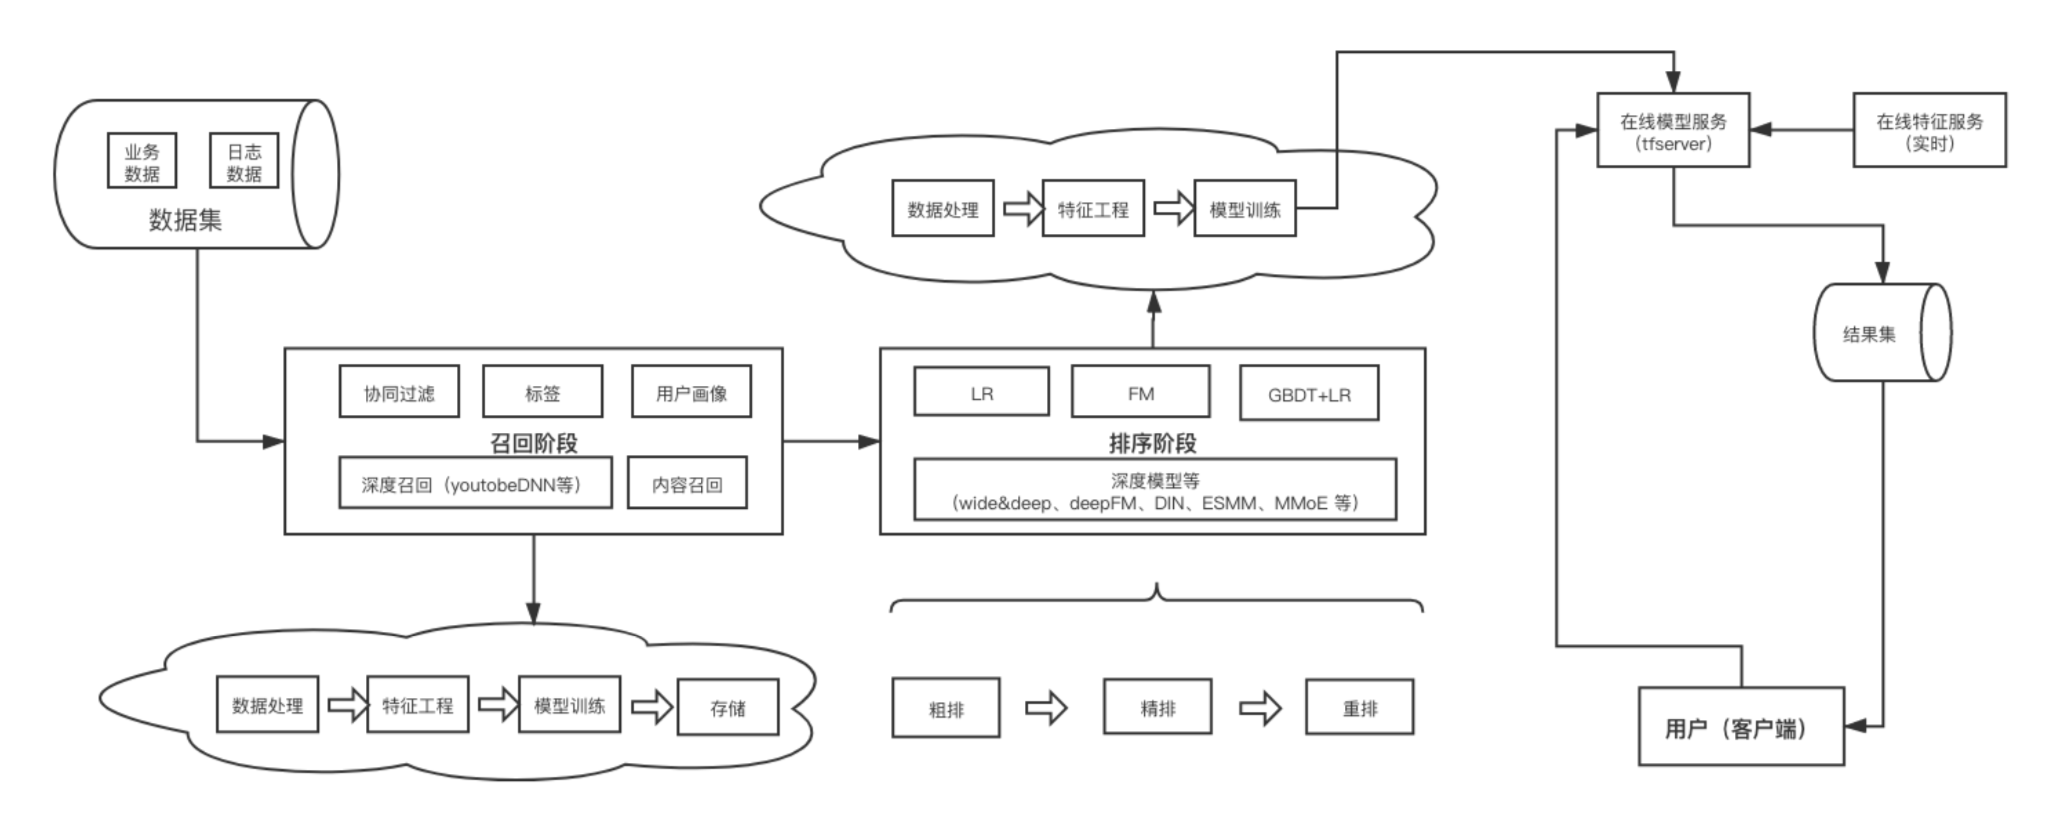 业务
数据
日志
数据
数据集
协同过滤
标签
用户画像
召回阶段
深度召回（youtobeDNN等）
内容召回
数据处理
特征工程
模型训练
存储
数据处理
特征工程
模型训练
LR
FM
GBDT+LR
排序阶段
深度模型等
（wide&deep、deepFM、DIN、ESMM、MMoE 等）
粗排
精排
重排
在线模型服务
（tfserver）
在线特征服务
（实时）
结果集
用户（客户端）